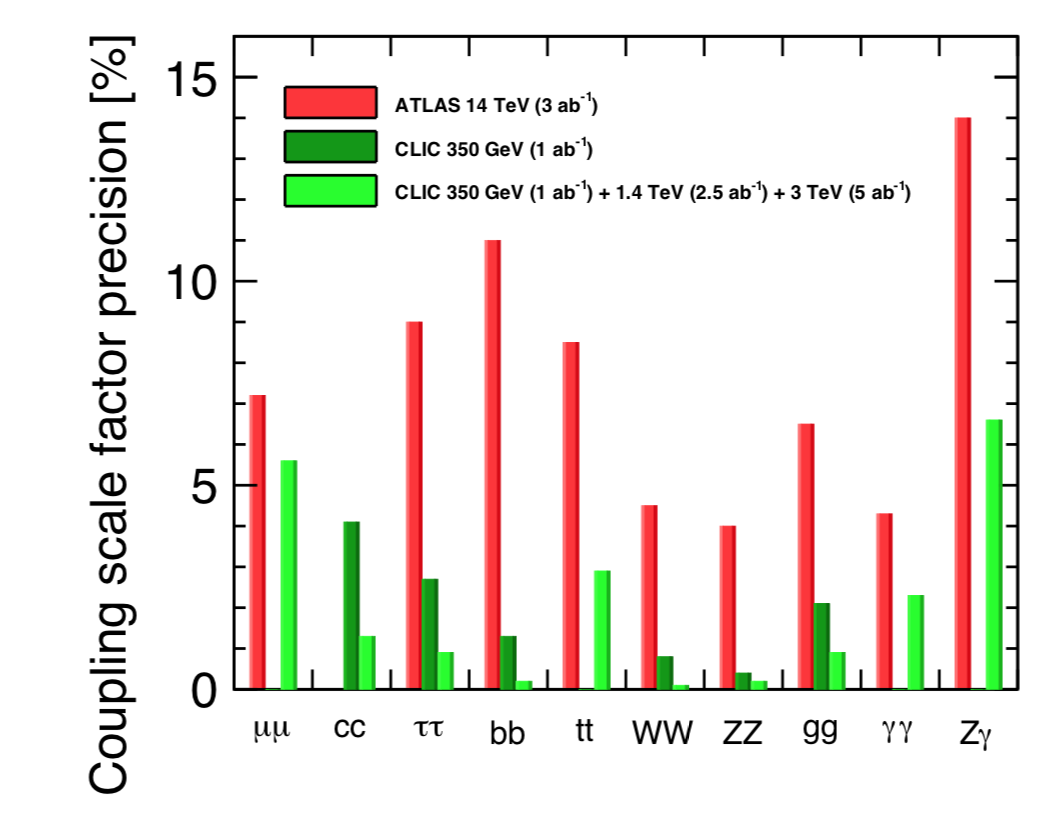 Coupling scale factor precision [%]
15
10
5
0
ATLAS 14 TeV (3 ab⁻¹)
CLIC 350 GeV (1 ab⁻¹)
CLIC 350 GeV (1 ab⁻¹) + 1.4 TeV (2.5 ab⁻¹) + 3 TeV (5 ab⁻¹)
μμ cc ττ bb tt WW ZZ gg γγ Zγ